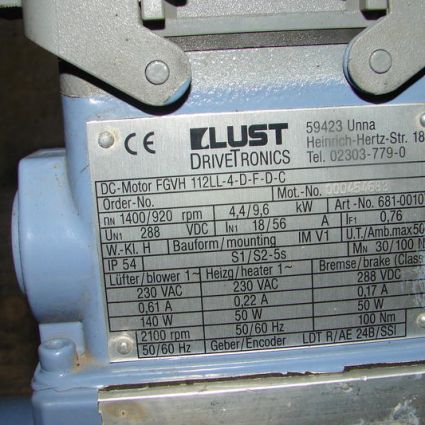 CE LUST 59423 Unna
DRIVETRONICS Heinrich-Hertz-Str. 18
Tel. 02303-779-0
DC-Motor FGVH 112LL-4-D-F-D-C
Order-No. Mot.-No.
nN 1400/920 rpm 4,4/9,6 kW Art-No. 681-0010
UN1 288 VDC IN1 18/56 A IF1 0,76
W.-Kl. H Bauform/mounting IM V1 U.T./Amb.max50
IP 54 S1/S2-5s MN 30/100 N
Lüfter/blower 1~ Heizg/heater 1~ Bremse/brake (Class
230 VAC 230 VAC 288 VDC
0,61 A 0,22 A 0.17 A
140 W 50 W 50 W
2100 rpm 50/60 Hz 100 Nm
50/60 Hz Geber/Encoder LDT R/AE 24B/SSI